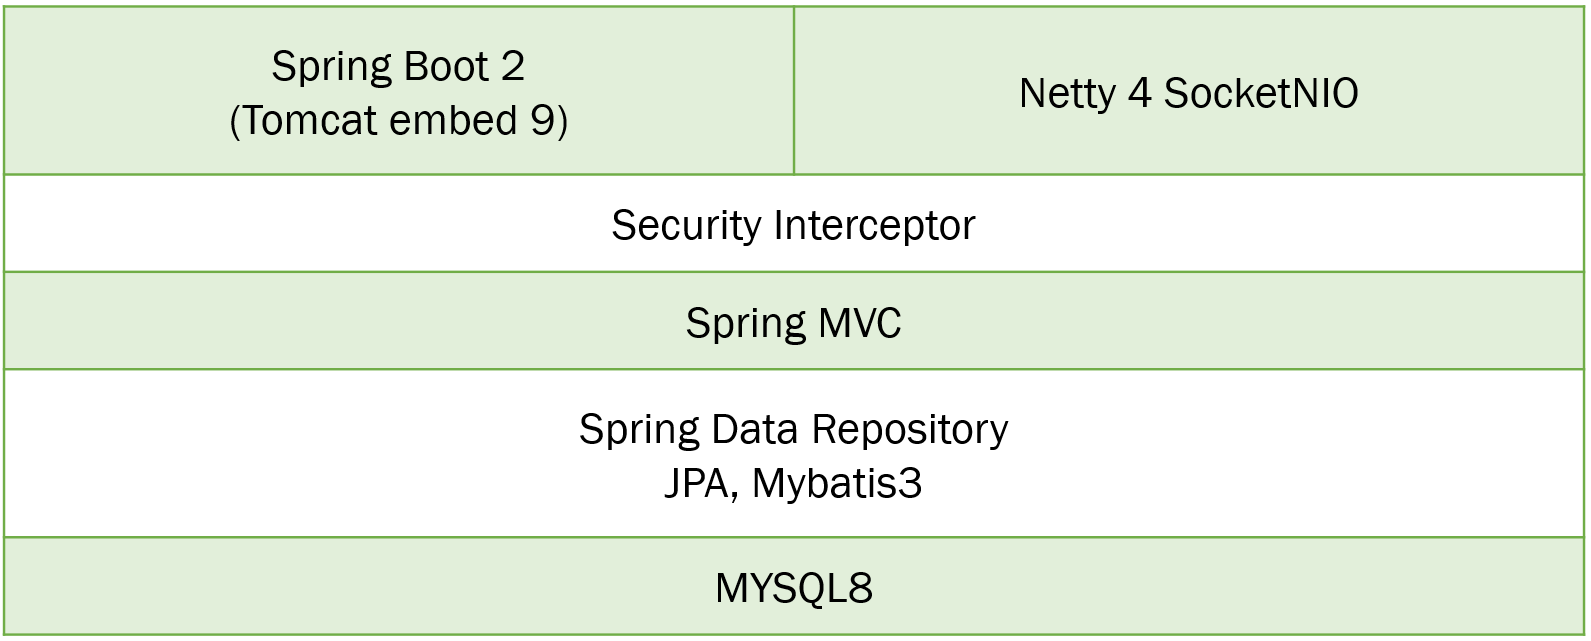 Spring Boot 2
(Tomcat embed 9)
Netty 4 SocketNIO
Security Interceptor
Spring MVC
Spring Data Repository
JPA, Mybatis3
MYSQL8